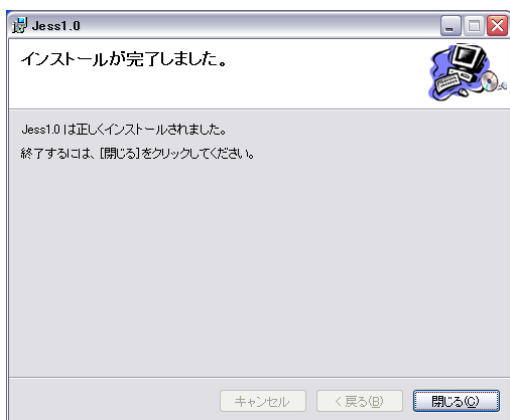 Jess1.0
インストールが完了しました。
Jess1.0 は正しくインストールされました。
終了するには、[閉じる]をクリックしてください。
キャンセル
< 戻る(B)
閉じる(C)